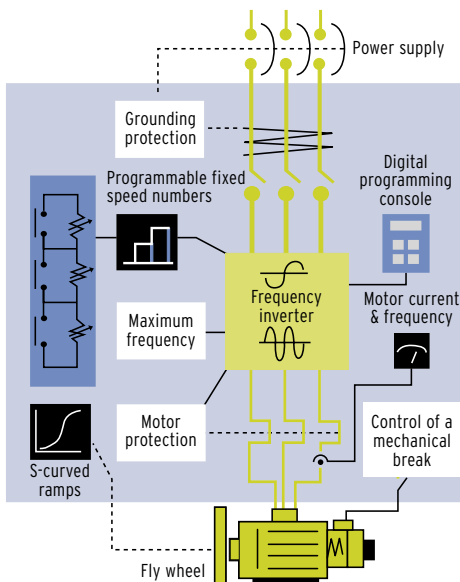 Power supply
Grounding
protection
Programmable fixed
speed numbers
Digital
programming
console
Frequency
inverter
Motor current
& frequency
Maximum
frequency
Motor
protection
Control of a
mechanical
break
S-curved
ramps
Fly wheel